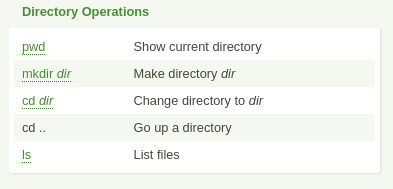 Directory Operations
pwd Show current directory
mkdir dir Make directory dir
cd dir Change directory to dir
cd .. Go up a directory
ls List files